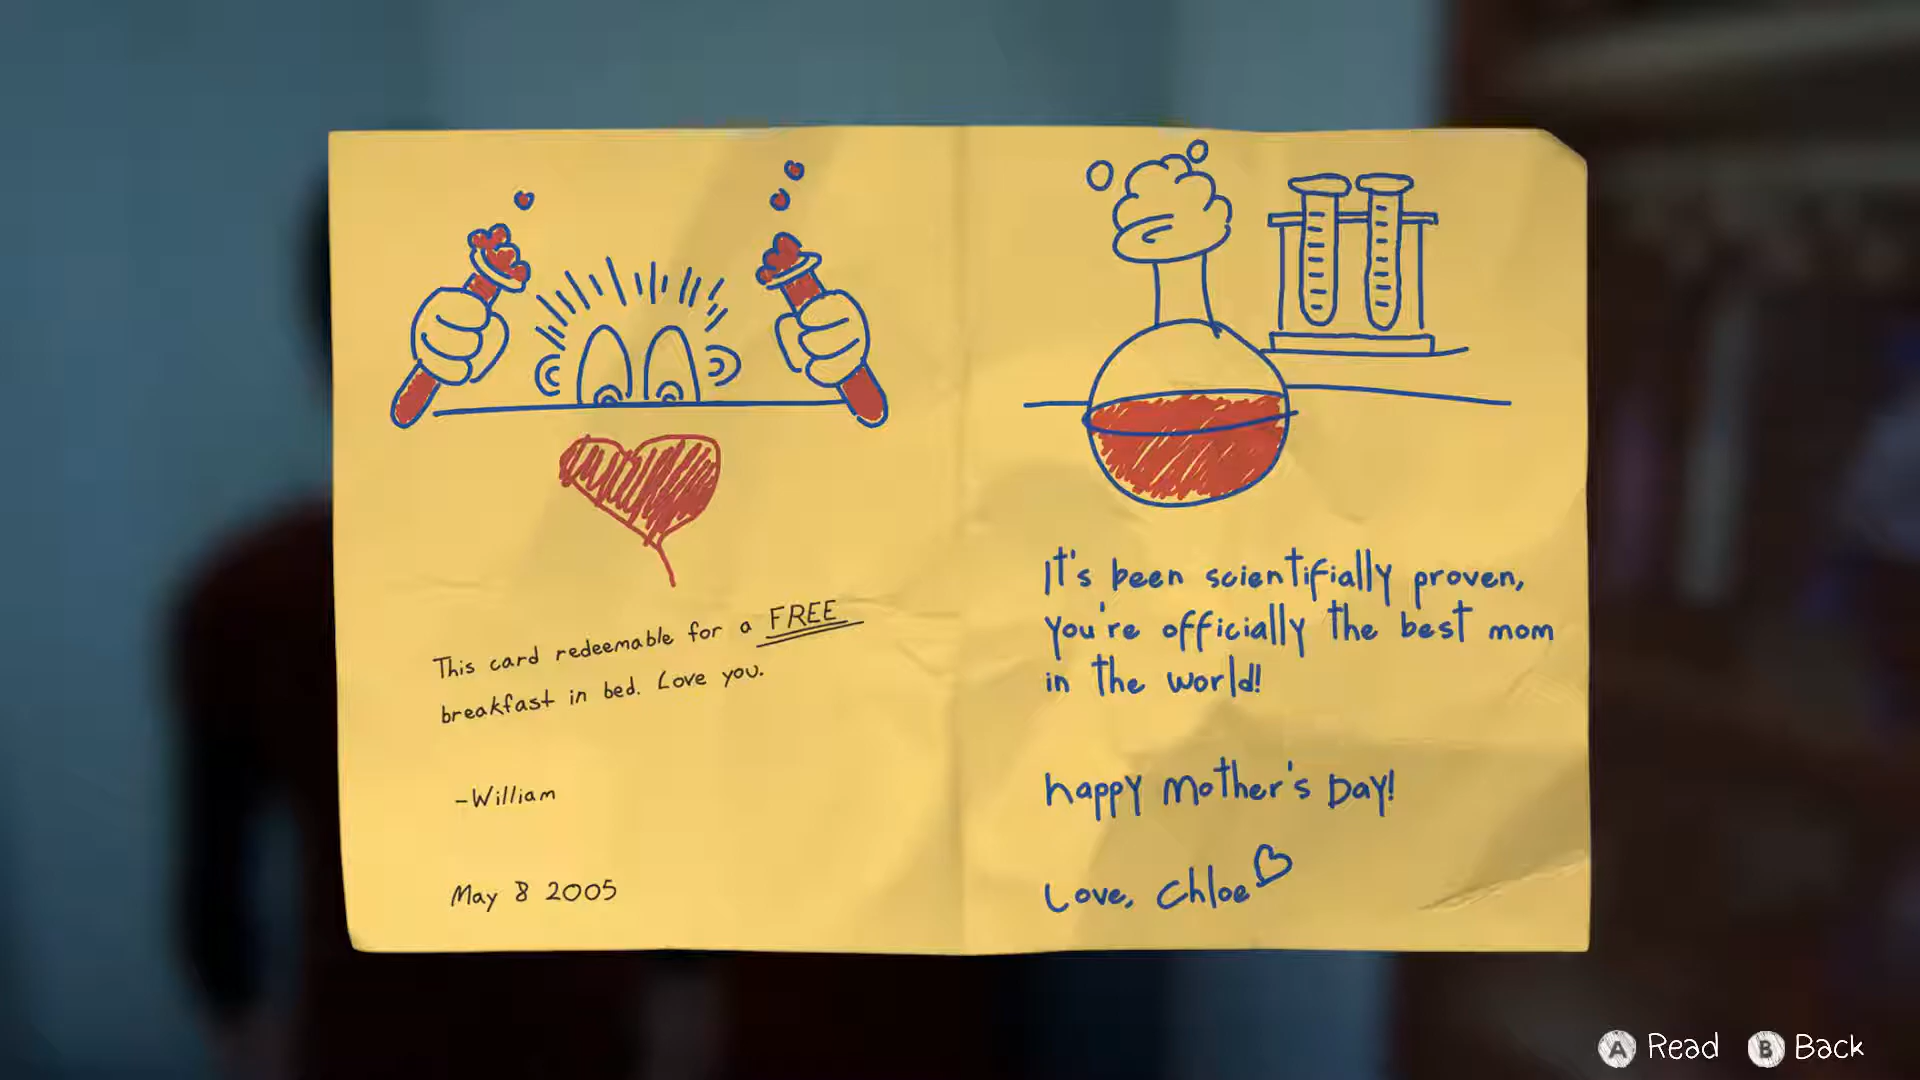 This card redeemable for a FREE
breakfast in bed. Love you.
-William
May 8 2005
It's been scientifially proven,
you're officially the best mom
in the world!
happy Mother's Day!
Love, Chloe
A Read B Back